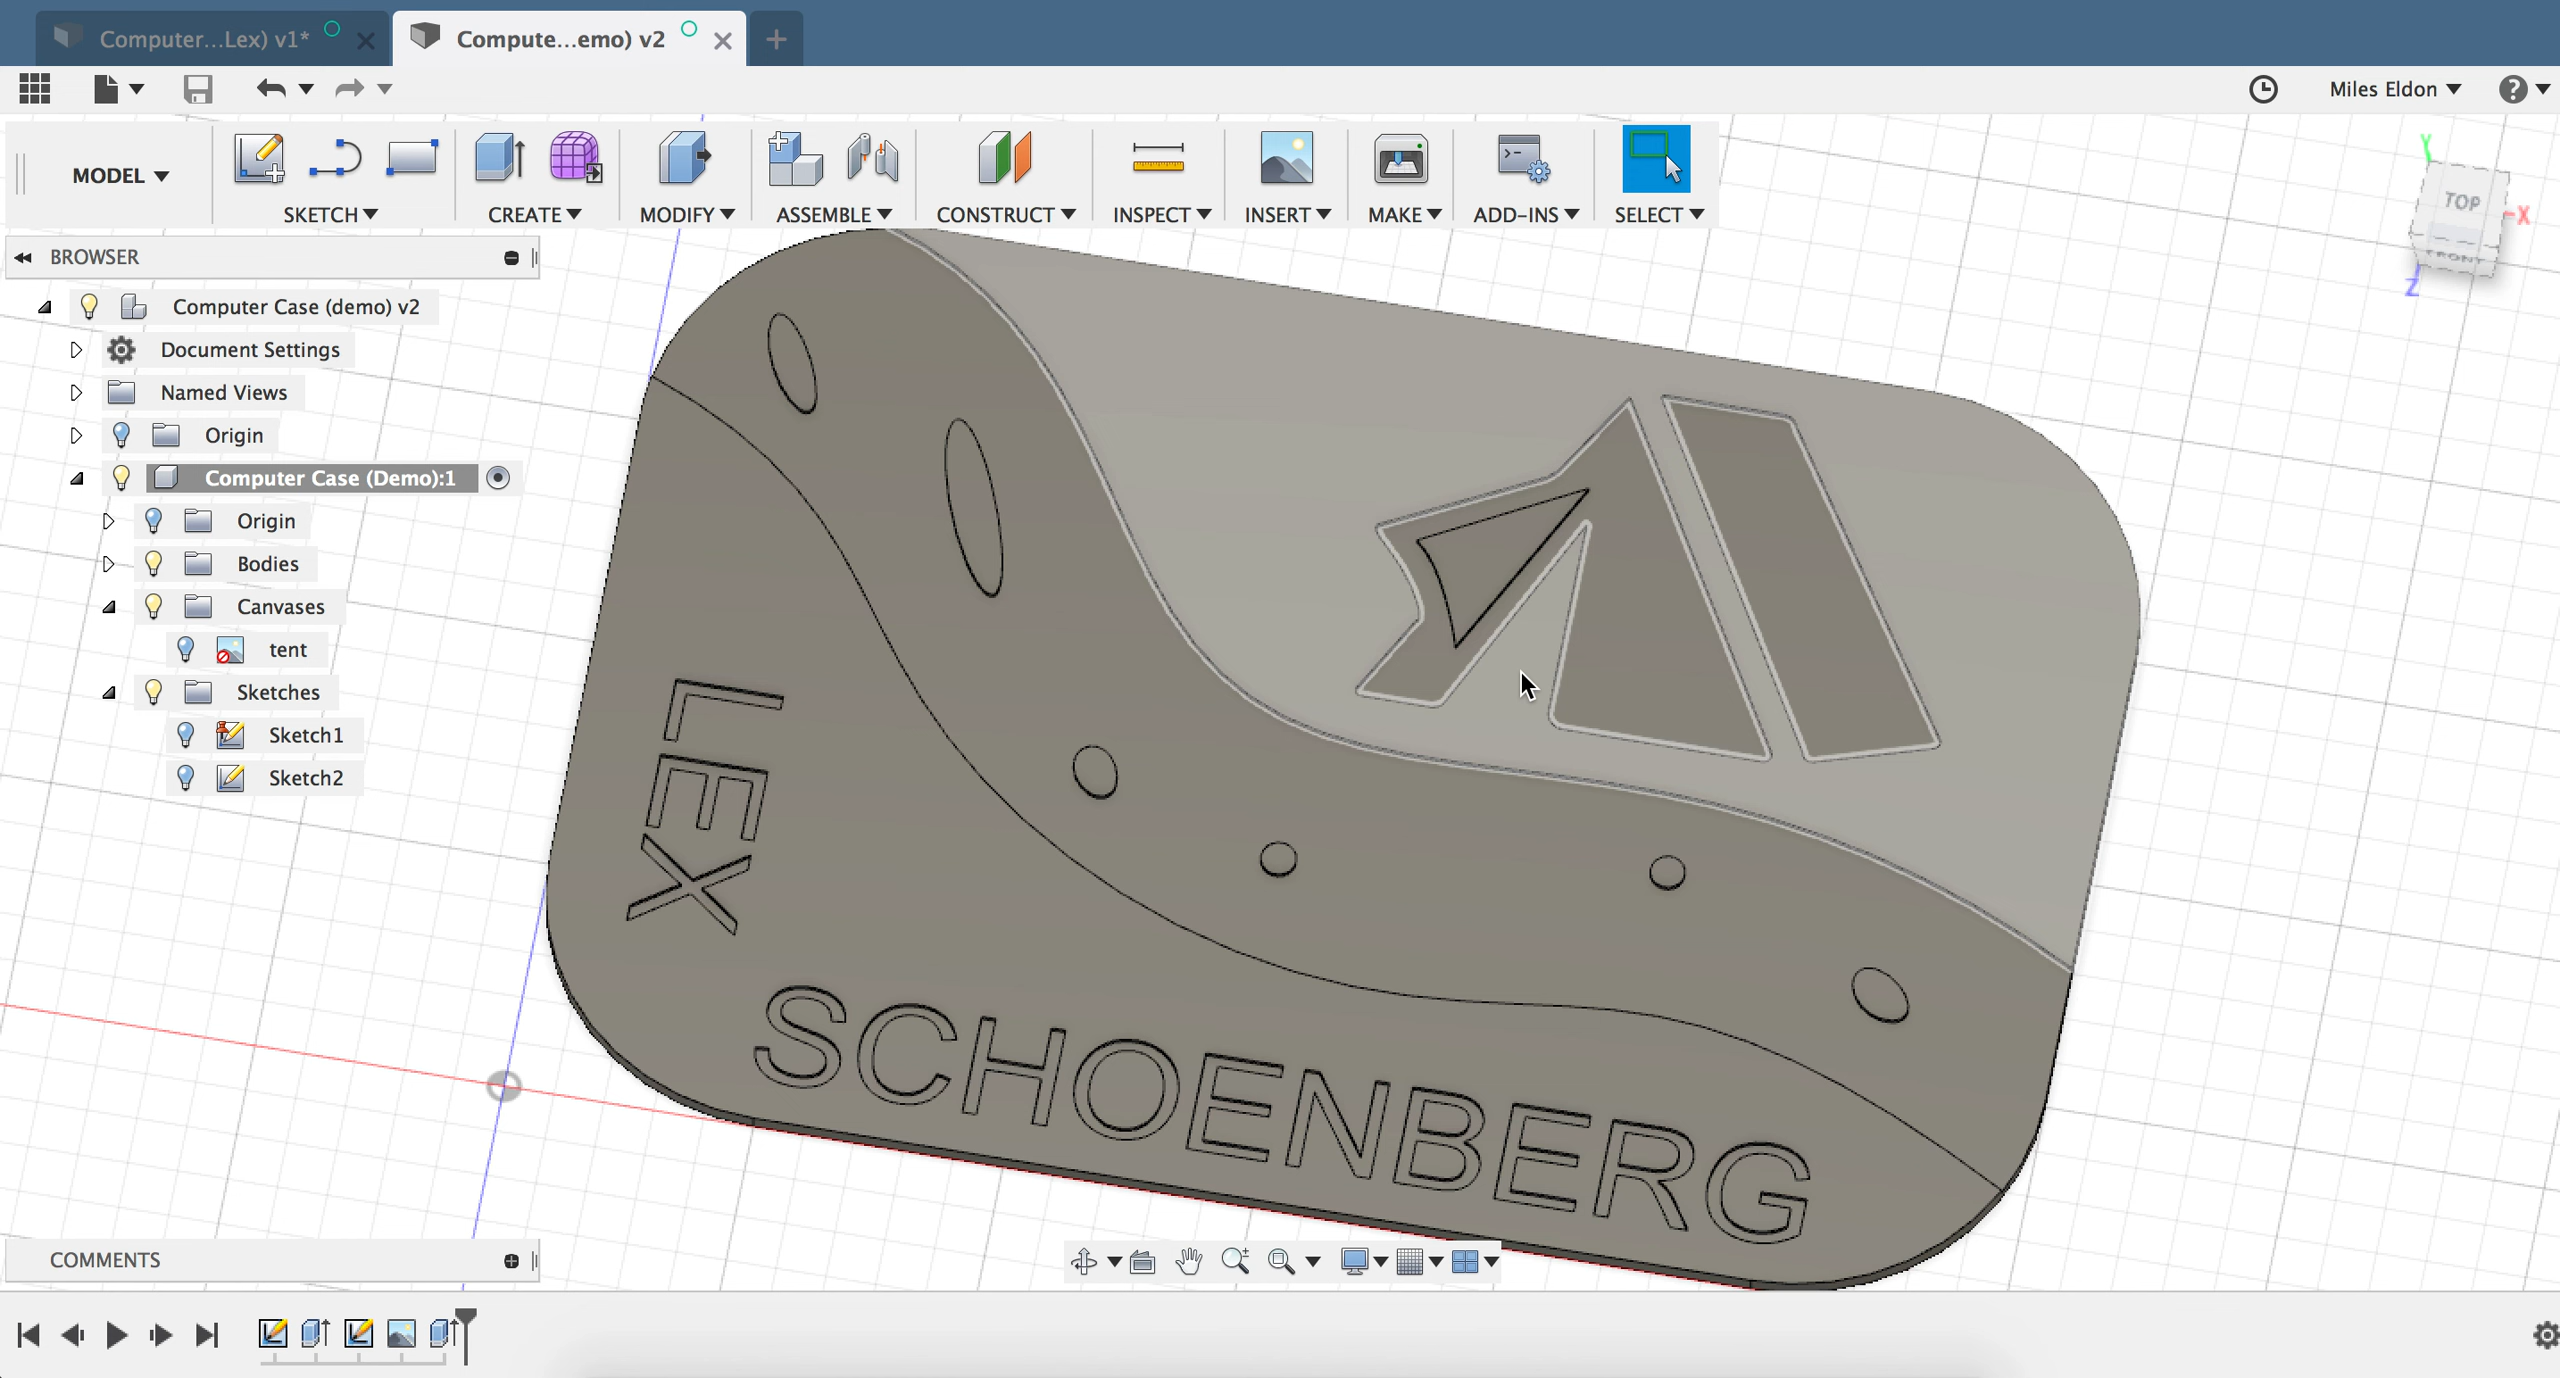 Computer...Lex) v1*
Compute...emo) v2
Miles Eldon
MODEL
SKETCH
CREATE
MODIFY
ASSEMBLE
CONSTRUCT
INSPECT
INSERT
MAKE
ADD-INS
SELECT
Y
TOP
X
FRONT
Z
BROWSER
Computer Case (demo) v2
Document Settings
Named Views
Origin
Computer Case (Demo):1
Origin
Bodies
Canvases
tent
Sketches
Sketch1
Sketch2
LEX
SCHOENBERG
COMMENTS